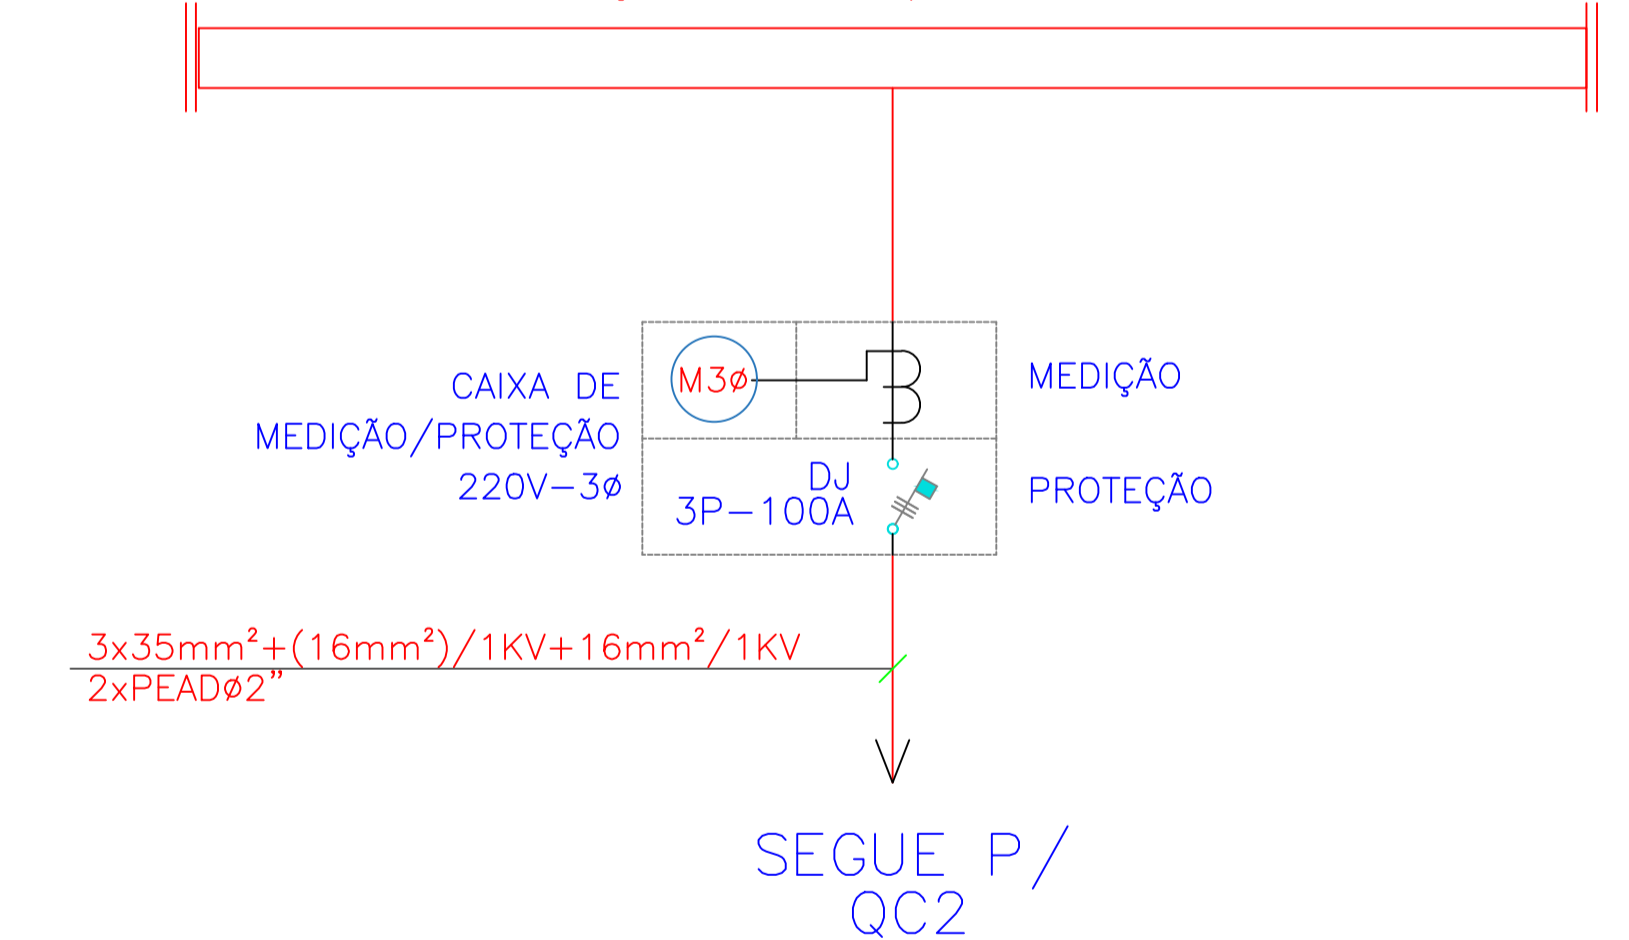 CAIXA DE
MEDIÇÃO/PROTEÇÃO
220V-3ø
M3ø
MEDIÇÃO
DJ
3P-100A
PROTEÇÃO
3x35mm²+(16mm²)/1KV+16mm²/1KV
2xPEADø2”
SEGUE P/
QC2